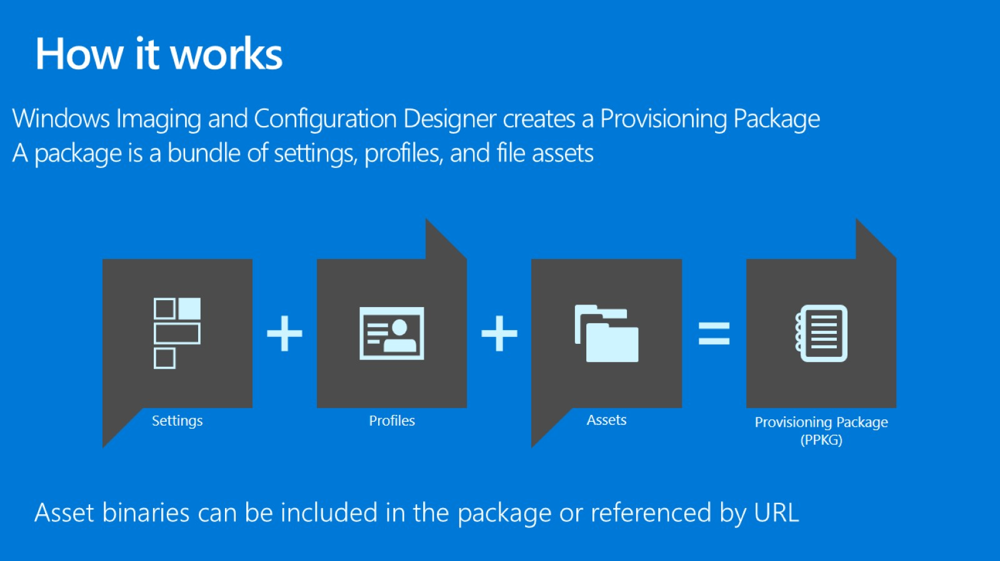 How it works
Windows Imaging and Configuration Designer creates a Provisioning Package
A package is a bundle of settings, profiles, and file assets
Settings
Profiles
Assets
Provisioning Package
(PPKG)
Asset binaries can be included in the package or referenced by URL